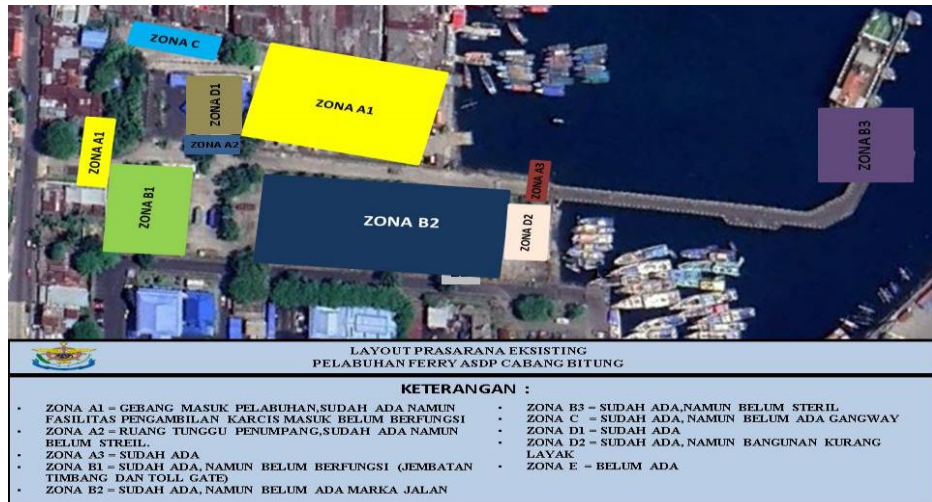 ZONA C
ZONA D1
ZONA A1
ZONA A2
ZONA A1
ZONA B1
ZONA B2
ZONA A3
ZONA D2
ZONA B3
LAYOUT PRASARANA EKSISTING
PELABUHAN FERRY ASDP CABANG BITUNG
KETERANGAN :
• ZONA A1 = GEBANG MASUK PELABUHAN,SUDAH ADA NAMUN
FASILITAS PENGAMBILAN KARCIS MASUK BELUM BERFUNGSI
• ZONA A2 = RUANG TUNGGU PENUMPANG,SUDAH ADA NAMUN
BELUM STREIL.
• ZONA A3 = SUDAH ADA
• ZONA B1 = SUDAH ADA, NAMUN BELUM BERFUNGSI (JEMBATAN
TIMBANG DAN TOLL GATE)
• ZONA B2 = SUDAH ADA, NAMUN BELUM ADA MARKA JALAN
• ZONA B3 = SUDAH ADA,NAMUN BELUM STERIL
• ZONA C = SUDAH ADA, NAMUN BELUM ADA GANGWAY
• ZONA D1 = SUDAH ADA
• ZONA D2 = SUDAH ADA, NAMUN BANGUNAN KURANG
LAYAK
• ZONA E = BELUM ADA